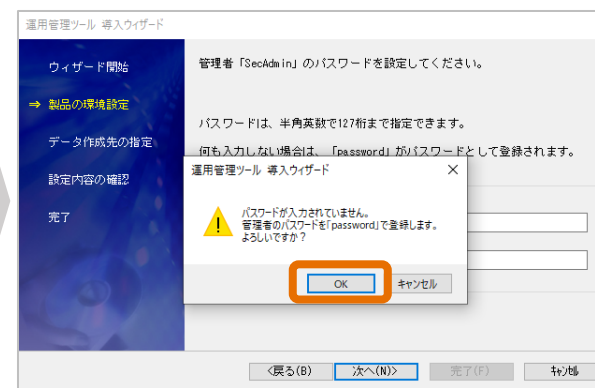 運用管理ツール 導入ウィザード
ウィザード開始
⇒ 製品の環境設定
データ作成先の指定
設定内容の確認
完了
管理者「SecAdmin」のパスワードを設定してください。
パスワードは、半角英数で127桁まで指定できます。
何も入力しない場合は、「password」がパスワードとして登録されます。
運用管理ツール 導入ウィザード
パスワードが入力されていません。
管理者のパスワードを「password」で登録します。
よろしいですか?
OK
キャンセル
<戻る(B)
次へ(N)>
完了(F)
キャンセル